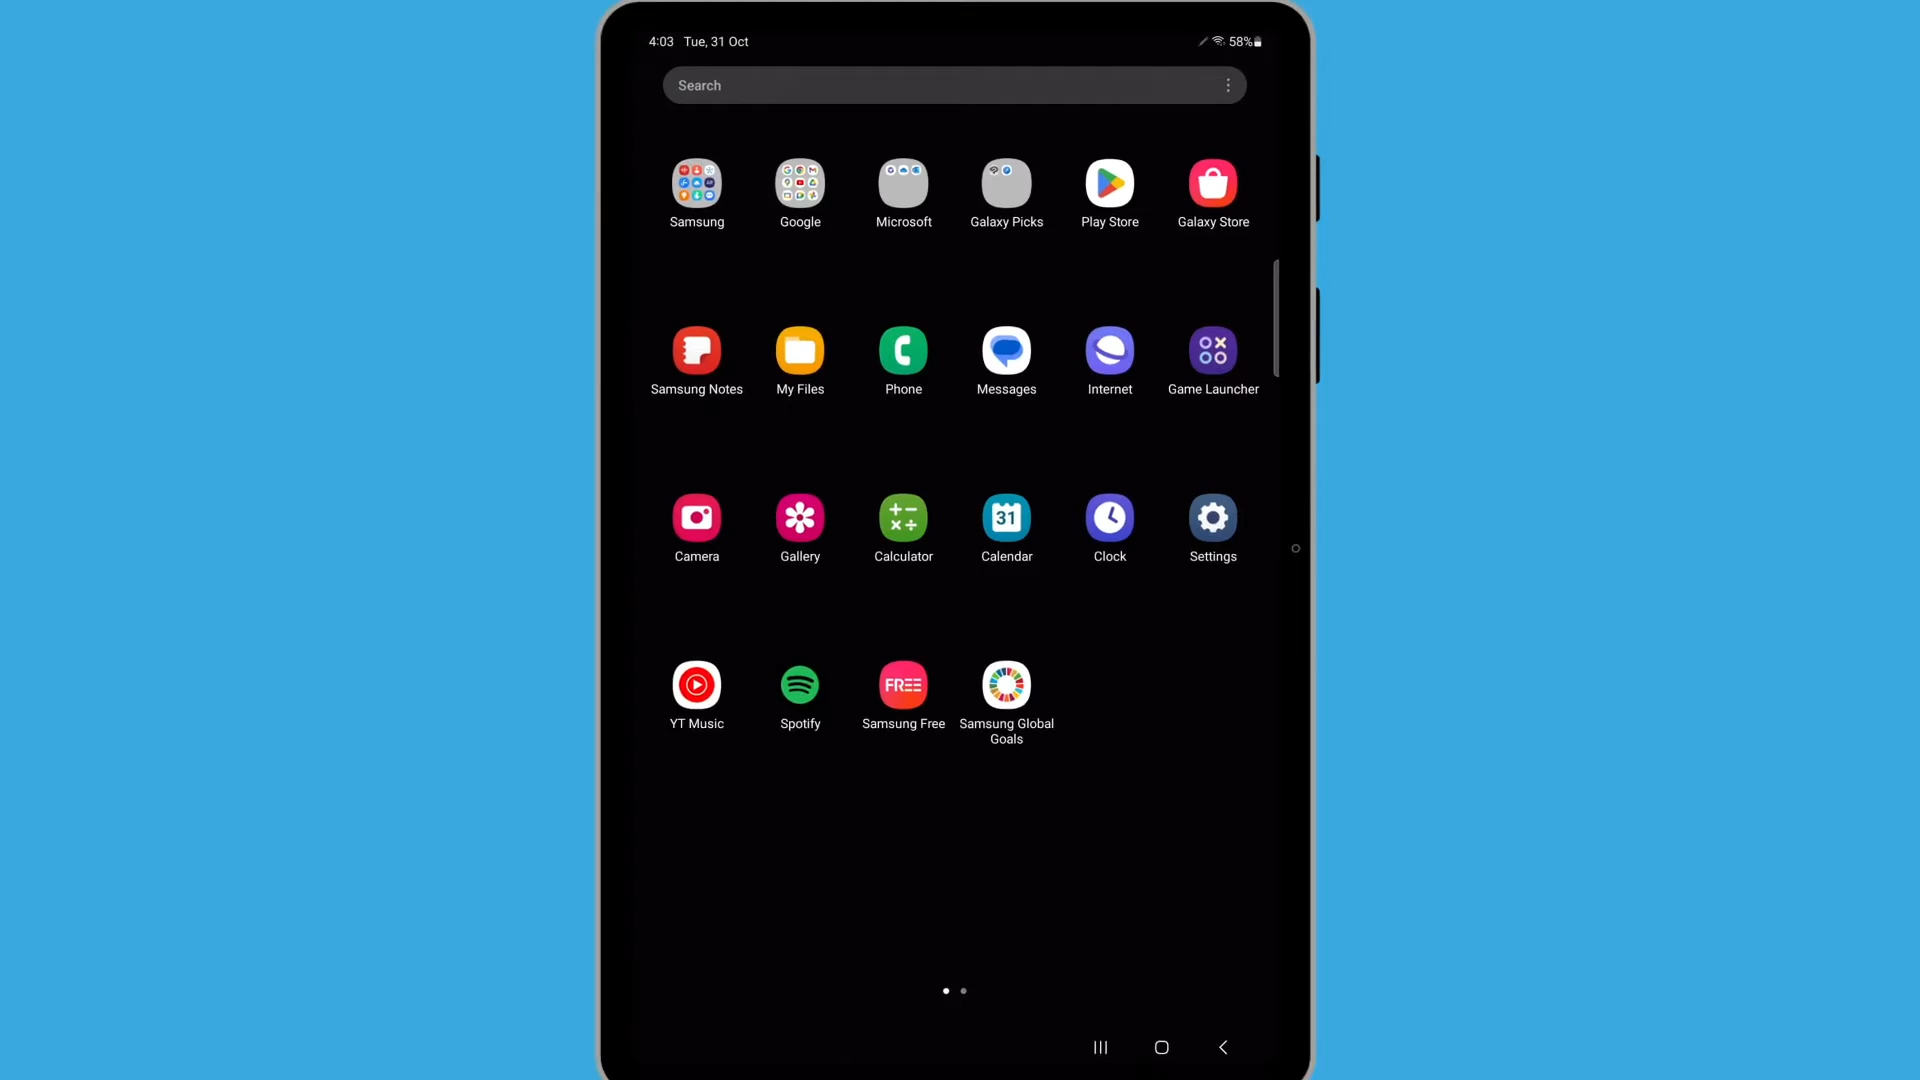 4:03 Tue, 31 Oct 58%
Search
Samsung Google Microsoft Galaxy Picks Play Store Galaxy Store
Samsung Notes My Files Phone Messages Internet Game Launcher
31
Camera Gallery Calculator Calendar Clock Settings
FREE
YT Music Spotify Samsung Free Samsung Global
Goals